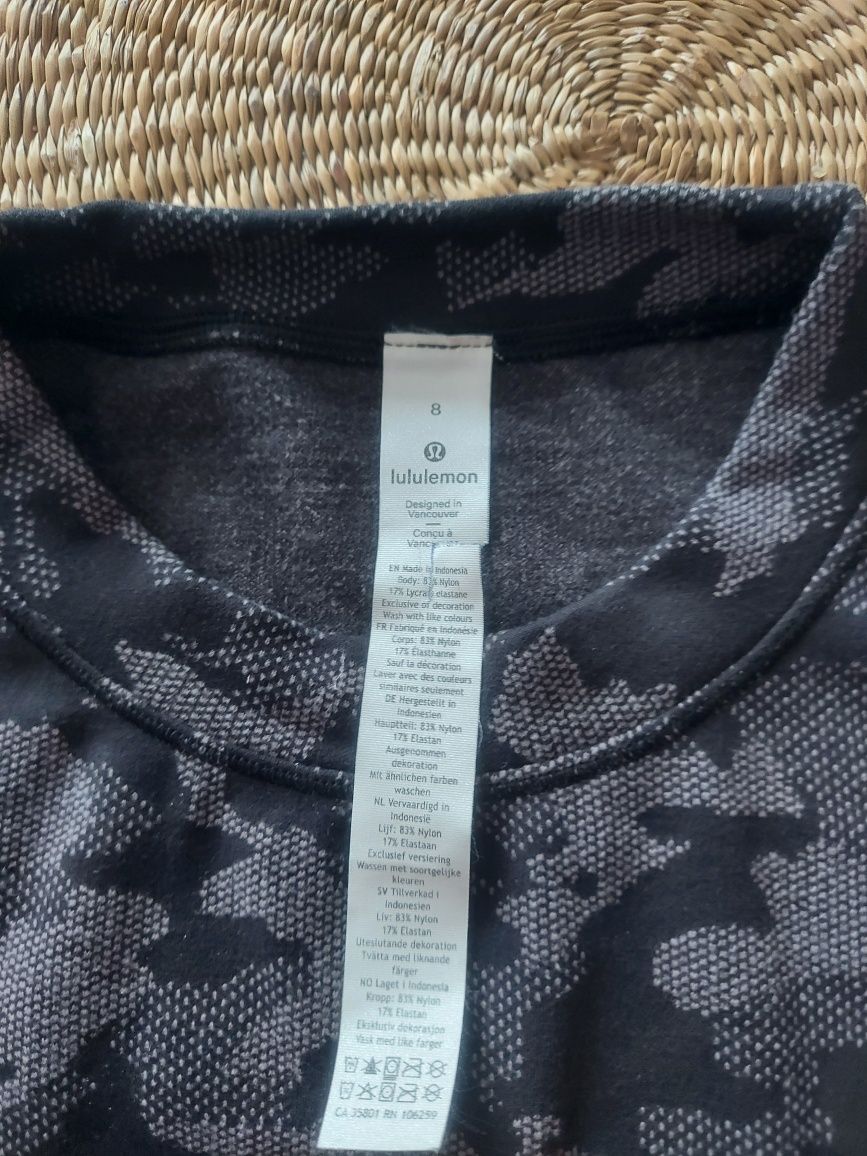 8
lululemon
Designed in
Vancouver
Conçu à
EN Made in Indonesia
Body: 83% Nylon
17% Lycra® elastane
Exclusive of decoration
Wash with like colours
FR Fabriqué en Indonésie
Corps: 83% Nylon
17% Élasthanne
Sauf la décoration
Laver avec des couleurs
similaires seulement
DE Hergestellt in
Indonesien
Hauptteil: 83% Nylon
17% Elastan
Ausgenommen
dekoration
Mit ähnlichen farben
waschen
NL Vervaardigd in
Indonesië
Lijf: 83% Nylon
17% Elastaan
Exclusief versiering
Wassen met soortgelijke
kleuren
SV Tillverkad i
Indonesien
Liv: 83% Nylon
17% Elastan
Uteslutande dekoration
Tvätta med liknande
färger
NO Laget i Indonesia
Kropp: 83% Nylon
17% Elastan
Eksklusiv dekorasjon
Vask med like farger
CA 35801 RN 106259